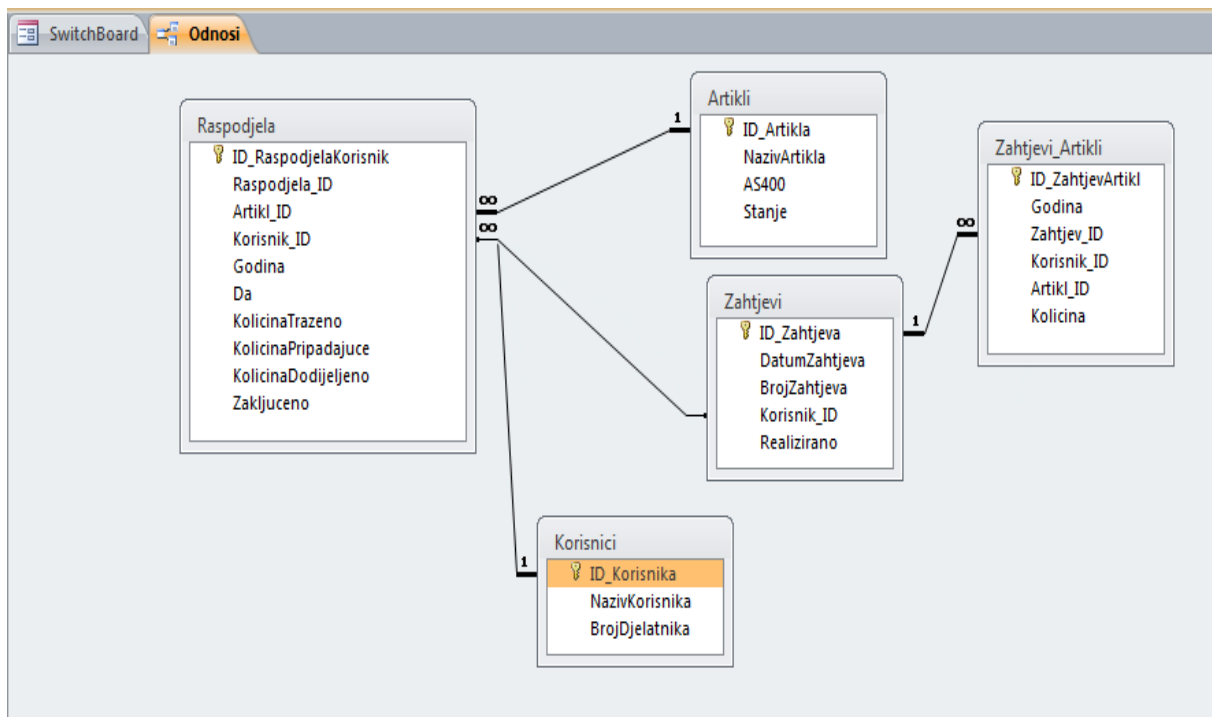 SwitchBoard
Odnosi
Raspodjela
ID_RaspodjelaKorisnik
Raspodjela_ID
Artikl_ID
Korisnik_ID
Godina
Da
KolicinaTrazeno
KolicinaPripadajuce
KolicinaDodijeljeno
Zakljuceno
∞
∞
1
Artikli
ID_Artikla
NazivArtikla
AS400
Stanje
Zahtjevi
ID_Zahtjeva
DatumZahtjeva
BrojZahtjeva
Korisnik_ID
Realizirano
1
∞
Zahtjevi_Artikli
ID_ZahtjevArtikl
Godina
Zahtjev_ID
Korisnik_ID
Artikl_ID
Kolicina
1
Korisnici
ID_Korisnika
NazivKorisnika
BrojDjelatnika